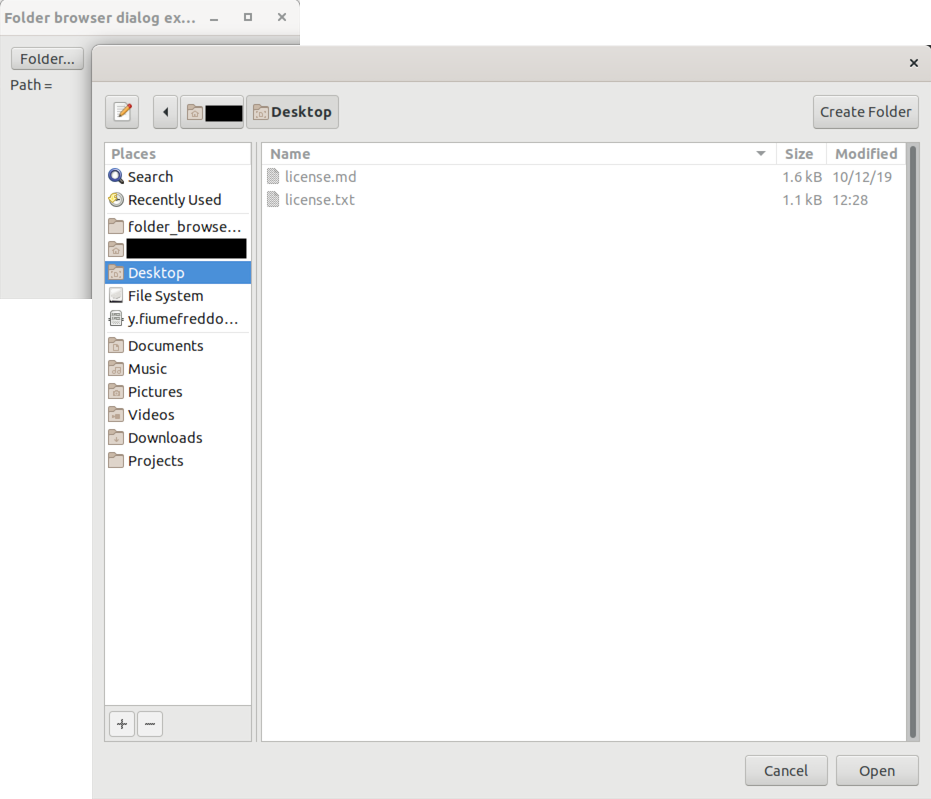 Folder browser dialog ex...
Folder...
Path =
Desktop
Create Folder
Places
Search
Recently Used
folder_browse...
Desktop
File System
y.fiumefreddo...
Documents
Music
Pictures
Videos
Downloads
Projects
Name Size Modified
license.md 1.6 kB 10/12/19
license.txt 1.1 kB 12:28
Cancel Open